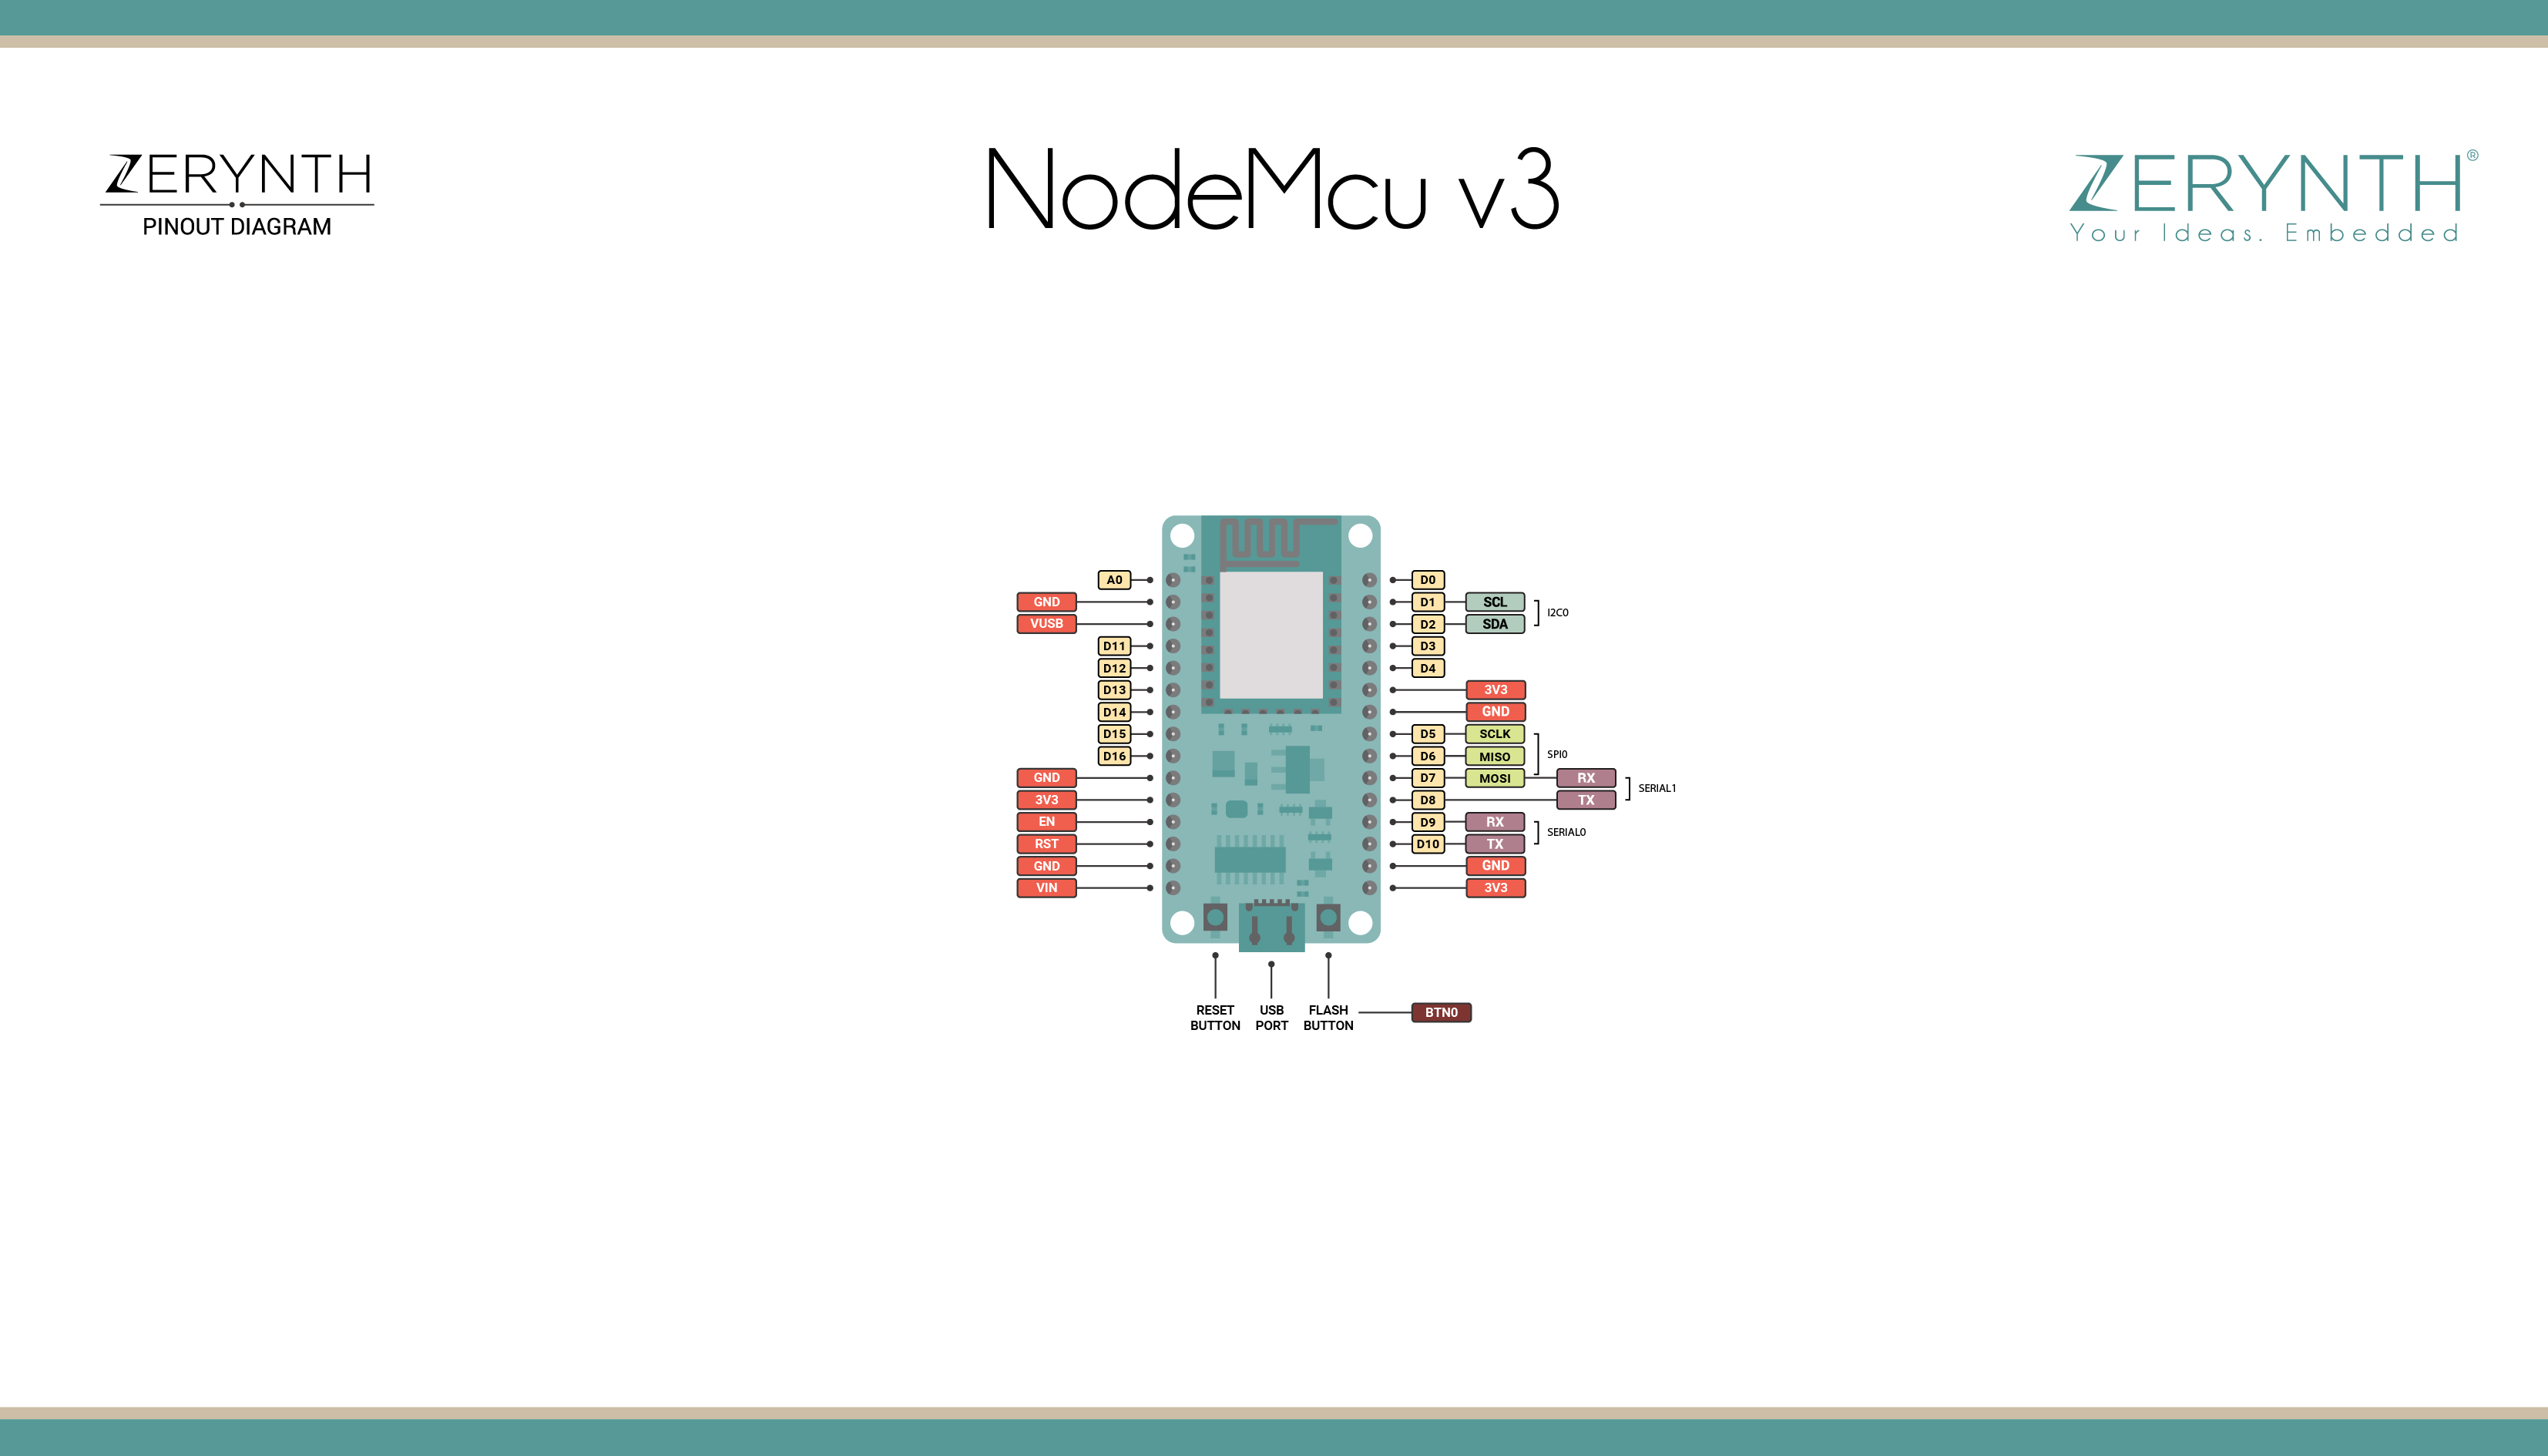 ZERYNTH
PINOUT DIAGRAM
NodeMcu v3
ZERYNTH®
Your Ideas. Embedded
A0
GND
VUSB
D11
D12
D13
D14
D15
D16
GND
3V3
EN
RST
GND
VIN
D0
D1 SCL
D2 SDA
I2C0
D3
D4
3V3
GND
D5 SCLK
D6 MISO
SPI0
D7 MOSI RX
D8 TX
SERIAL1
D9 RX
D10 TX
SERIAL0
GND
3V3
RESET
BUTTON
USB
PORT
FLASH
BUTTON
BTN0